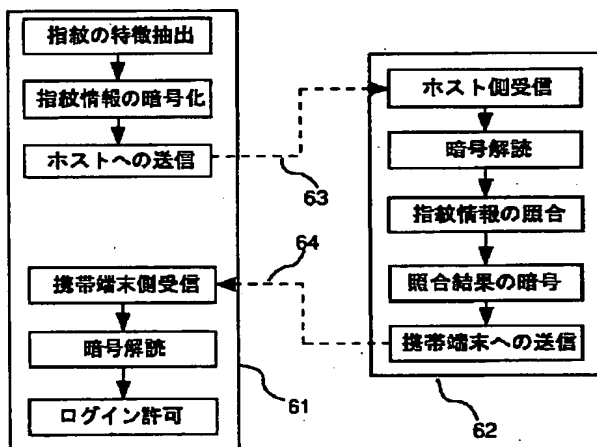 指紋の特徴抽出
指紋情報の暗号化
ホストへの送信
63
64
携帯端末側受信
暗号解読
ログイン許可
61
ホスト側受信
暗号解読
指紋情報の照合
照合結果の暗号
携帯端末への送信
62